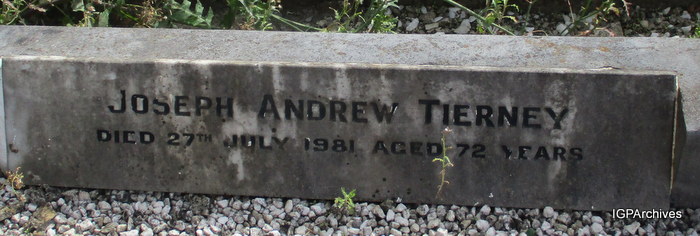 JOSEPH ANDREW TIERNEY
DIED 27TH JULY 1981 AGED 72 YEARS
IGPArchives